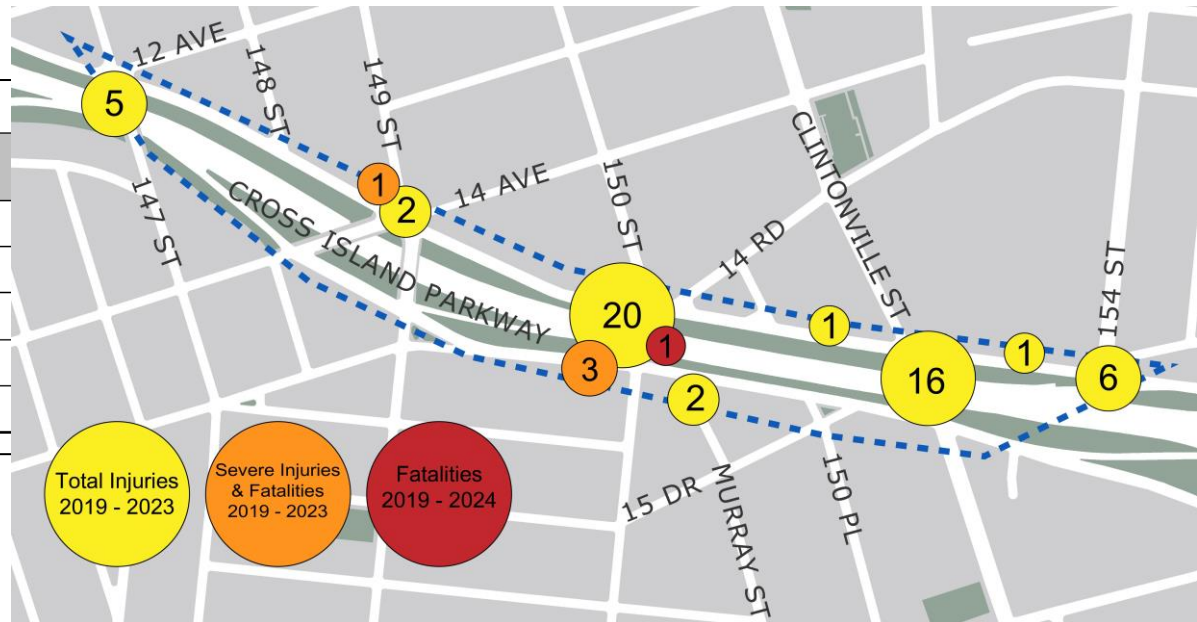 12 AVE
148 ST
149 ST
5
147 ST
1
2
14 AVE
150 ST
CLINTONVILLE ST
CROSS ISLAND PARKWAY
14 RD
154 ST
20
1
3
1
1
16
6
2
15 DR
MURRAY ST
150 PL
Total Injuries
2019 - 2023
Severe Injuries
& Fatalities
2019 - 2023
Fatalities
2019 - 2024